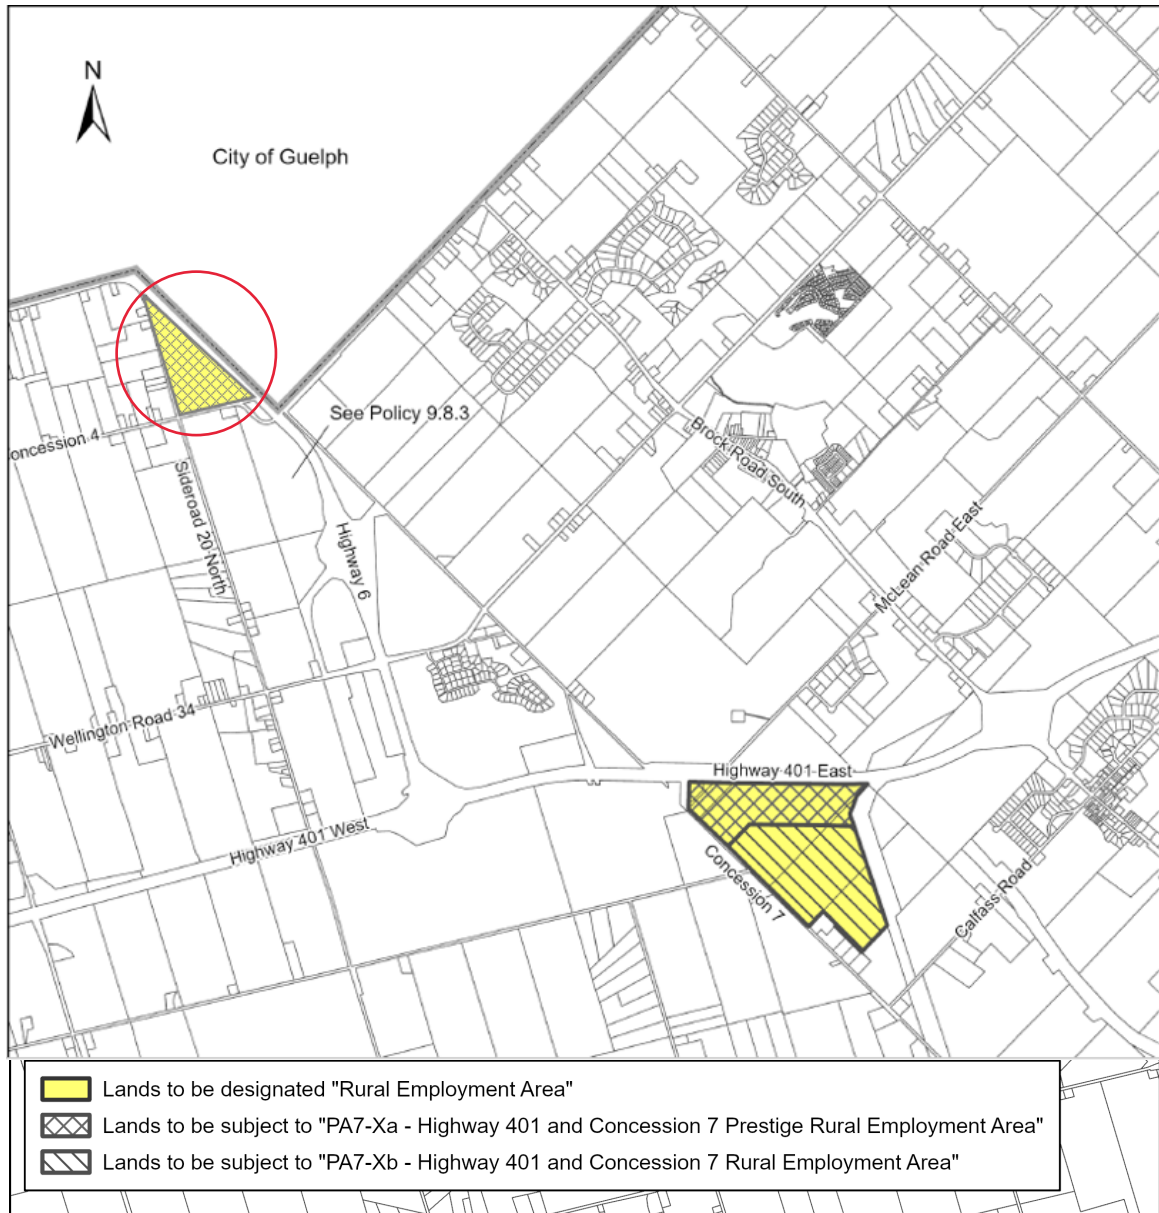 N
City of Guelph
See Policy 9.8.3
oncession 4
Sideroad 20 North
Highway 6
Brock Road South
McLean Road East
Wellington Road 34
Highway 401 East
Highway 401 West
Concession 7
Calfass Road
Lands to be designated "Rural Employment Area"
Lands to be subject to "PA7-Xa - Highway 401 and Concession 7 Prestige Rural Employment Area"
Lands to be subject to "PA7-Xb - Highway 401 and Concession 7 Rural Employment Area"